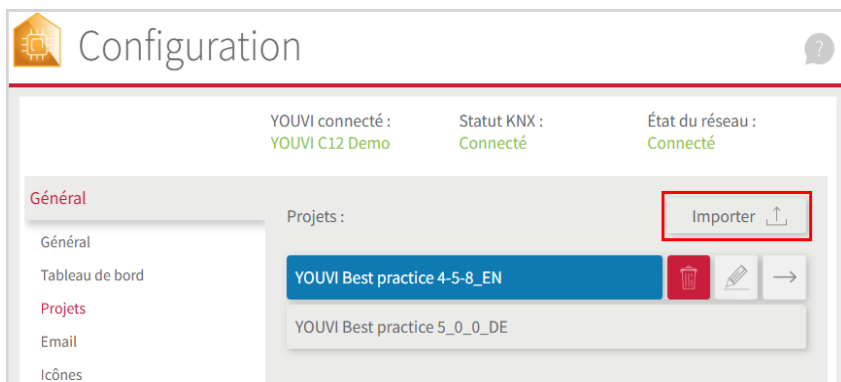 Configuration
?
YOUVI connecté :
YOUVI C12 Demo
Statut KNX :
Connecté
État du réseau :
Connecté
Général
Général
Tableau de bord
Projets
Email
Icônes
Projets :
Importer
YOUVI Best practice 4-5-8_EN
YOUVI Best practice 5_0_0_DE